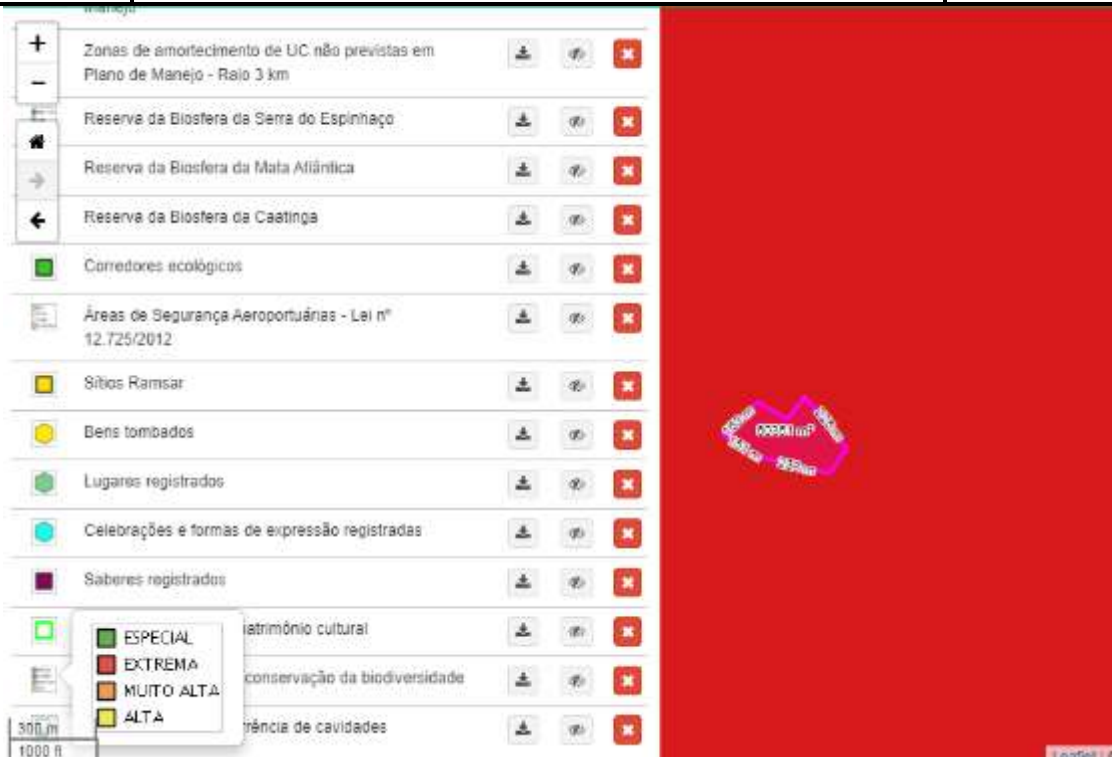 Manejo
+
−
Zonas de amortecimento de UC não previstas em
Plano de Manejo - Raio 3 km
Reserva da Biosfera da Serra do Espinhaço
Reserva da Biosfera da Mata Atlântica
Reserva da Biosfera da Caatinga
Corredores ecológicos
Áreas de Segurança Aeroportuárias - Lei nº
12.725/2012
Sítios Ramsar
Bens tombados
Lugares registrados
Celebrações e formas de expressão registradas
Saberes registrados
atrimônio cultural
conservação da biodiversidade
rência de cavidades
ESPECIAL
EXTREMA
MUITO ALTA
ALTA
300 m
1000 ft
237 m
Leaflet